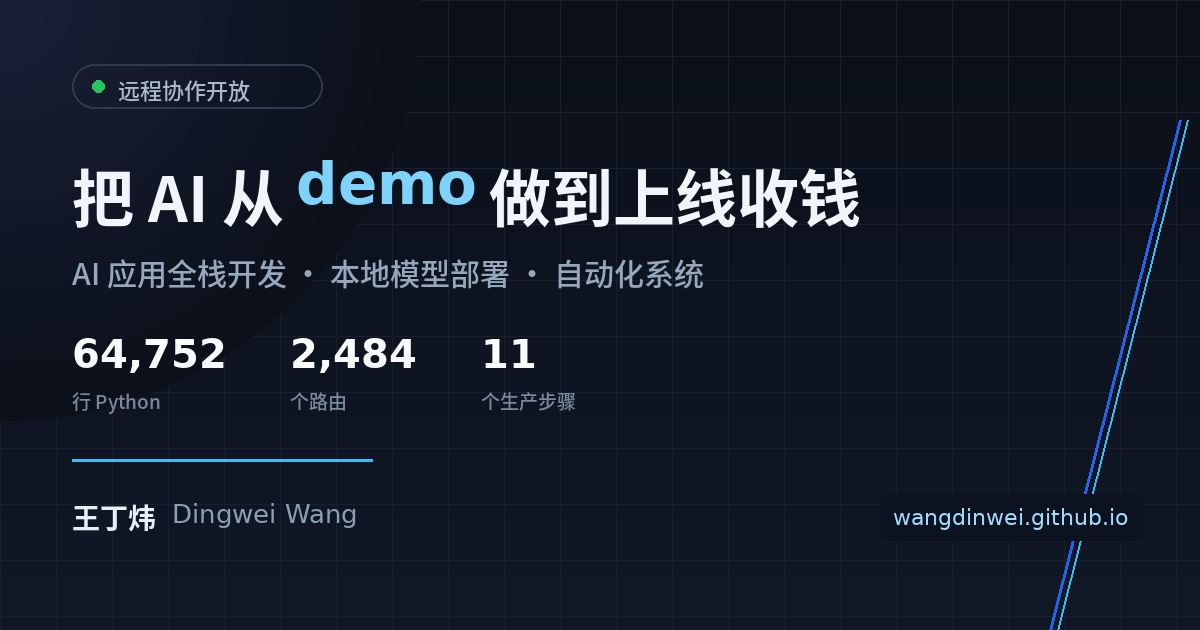 远程协作开放
把 AI 从 demo 做到上线收钱
AI 应用全栈开发 · 本地模型部署 · 自动化系统
64,752 2,484 11
行 Python 个路由 个生产步骤
王丁炜 Dingwei Wang
wangdinwei.github.io